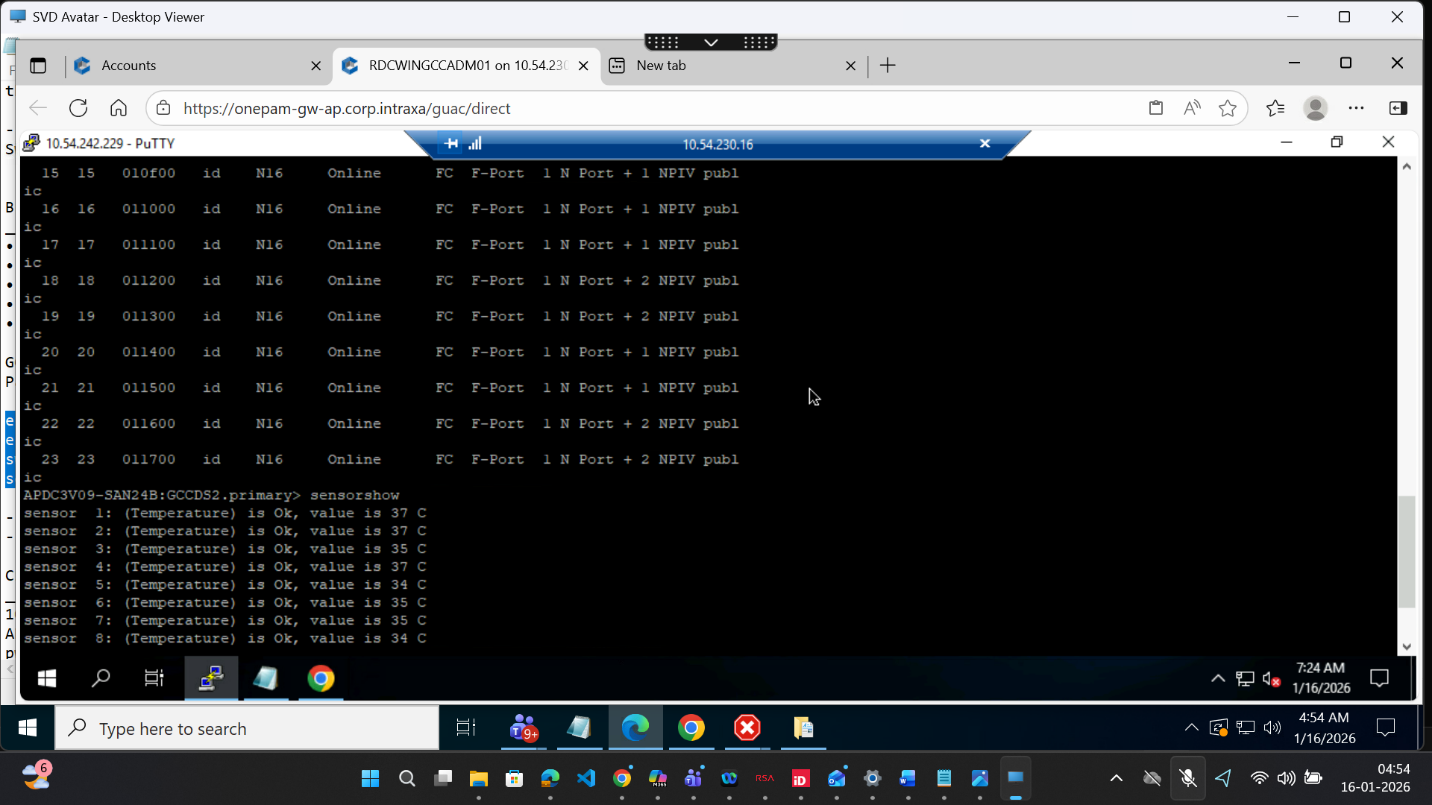 SVD Avatar - Desktop Viewer
Accounts
RDCWINGCCADM01 on 10.54.230
New tab
https://onepam-gw-ap.corp.intraxa/guac/direct
10.54.242.229 - PuTTY
10.54.230.16
15 15 010f00 id N16 Online FC F-Port 1 N Port + 1 NPIV publ
ic
16 16 011000 id N16 Online FC F-Port 1 N Port + 1 NPIV publ
ic
17 17 011100 id N16 Online FC F-Port 1 N Port + 1 NPIV publ
ic
18 18 011200 id N16 Online FC F-Port 1 N Port + 2 NPIV publ
ic
19 19 011300 id N16 Online FC F-Port 1 N Port + 2 NPIV publ
ic
20 20 011400 id N16 Online FC F-Port 1 N Port + 1 NPIV publ
ic
21 21 011500 id N16 Online FC F-Port 1 N Port + 1 NPIV publ
ic
22 22 011600 id N16 Online FC F-Port 1 N Port + 2 NPIV publ
ic
23 23 011700 id N16 Online FC F-Port 1 N Port + 2 NPIV publ
ic
APDC3V09-SAN24B:GCCDS2.primary> sensorshow
sensor 1: (Temperature) is Ok, value is 37 C
sensor 2: (Temperature) is Ok, value is 37 C
sensor 3: (Temperature) is Ok, value is 35 C
sensor 4: (Temperature) is Ok, value is 37 C
sensor 5: (Temperature) is Ok, value is 34 C
sensor 6: (Temperature) is Ok, value is 35 C
sensor 7: (Temperature) is Ok, value is 35 C
sensor 8: (Temperature) is Ok, value is 34 C
7:24 AM
1/16/2026
Type here to search
9+
4:54 AM
1/16/2026
6
RSA
iD
04:54
16-01-2026